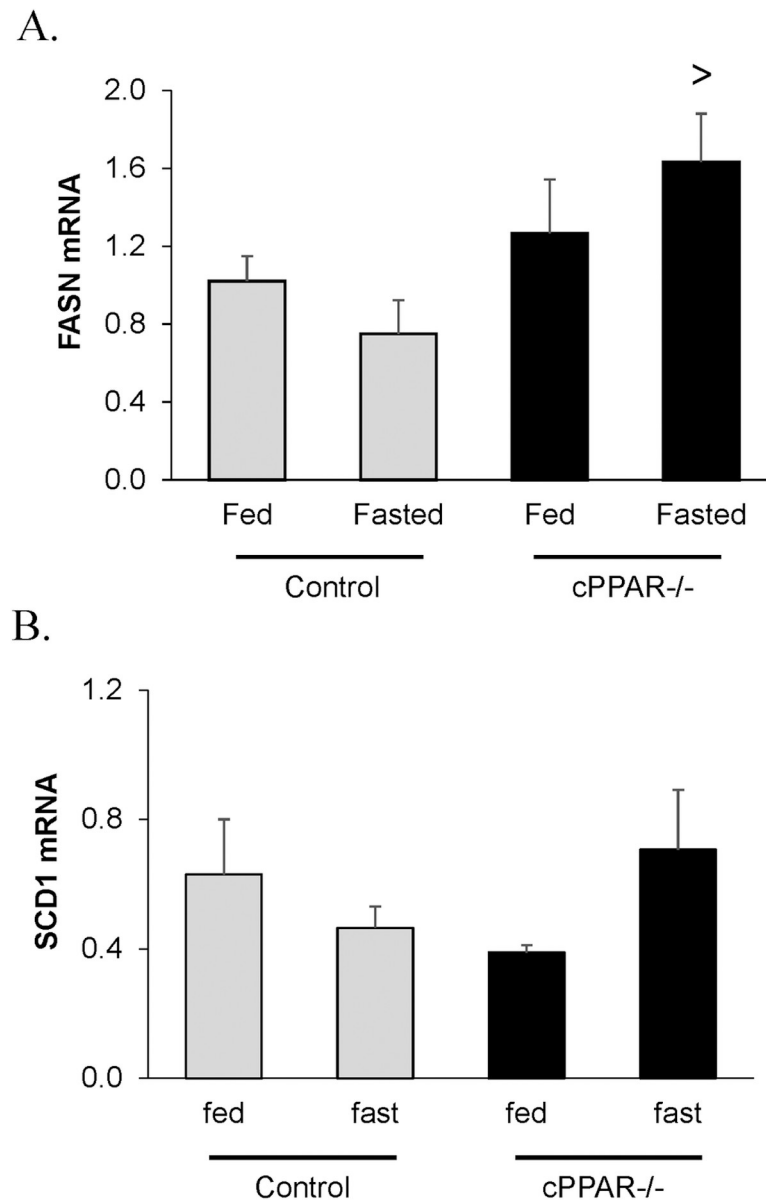 A.
>
2.0
1.6
1.2
0.8
0.4
0.0
FASN mRNA
Fed Fasted Fed Fasted
Control cPPAR-/-
B.
1.2
0.8
0.4
0.0
SCD1 mRNA
fed fast fed fast
Control cPPAR-/-